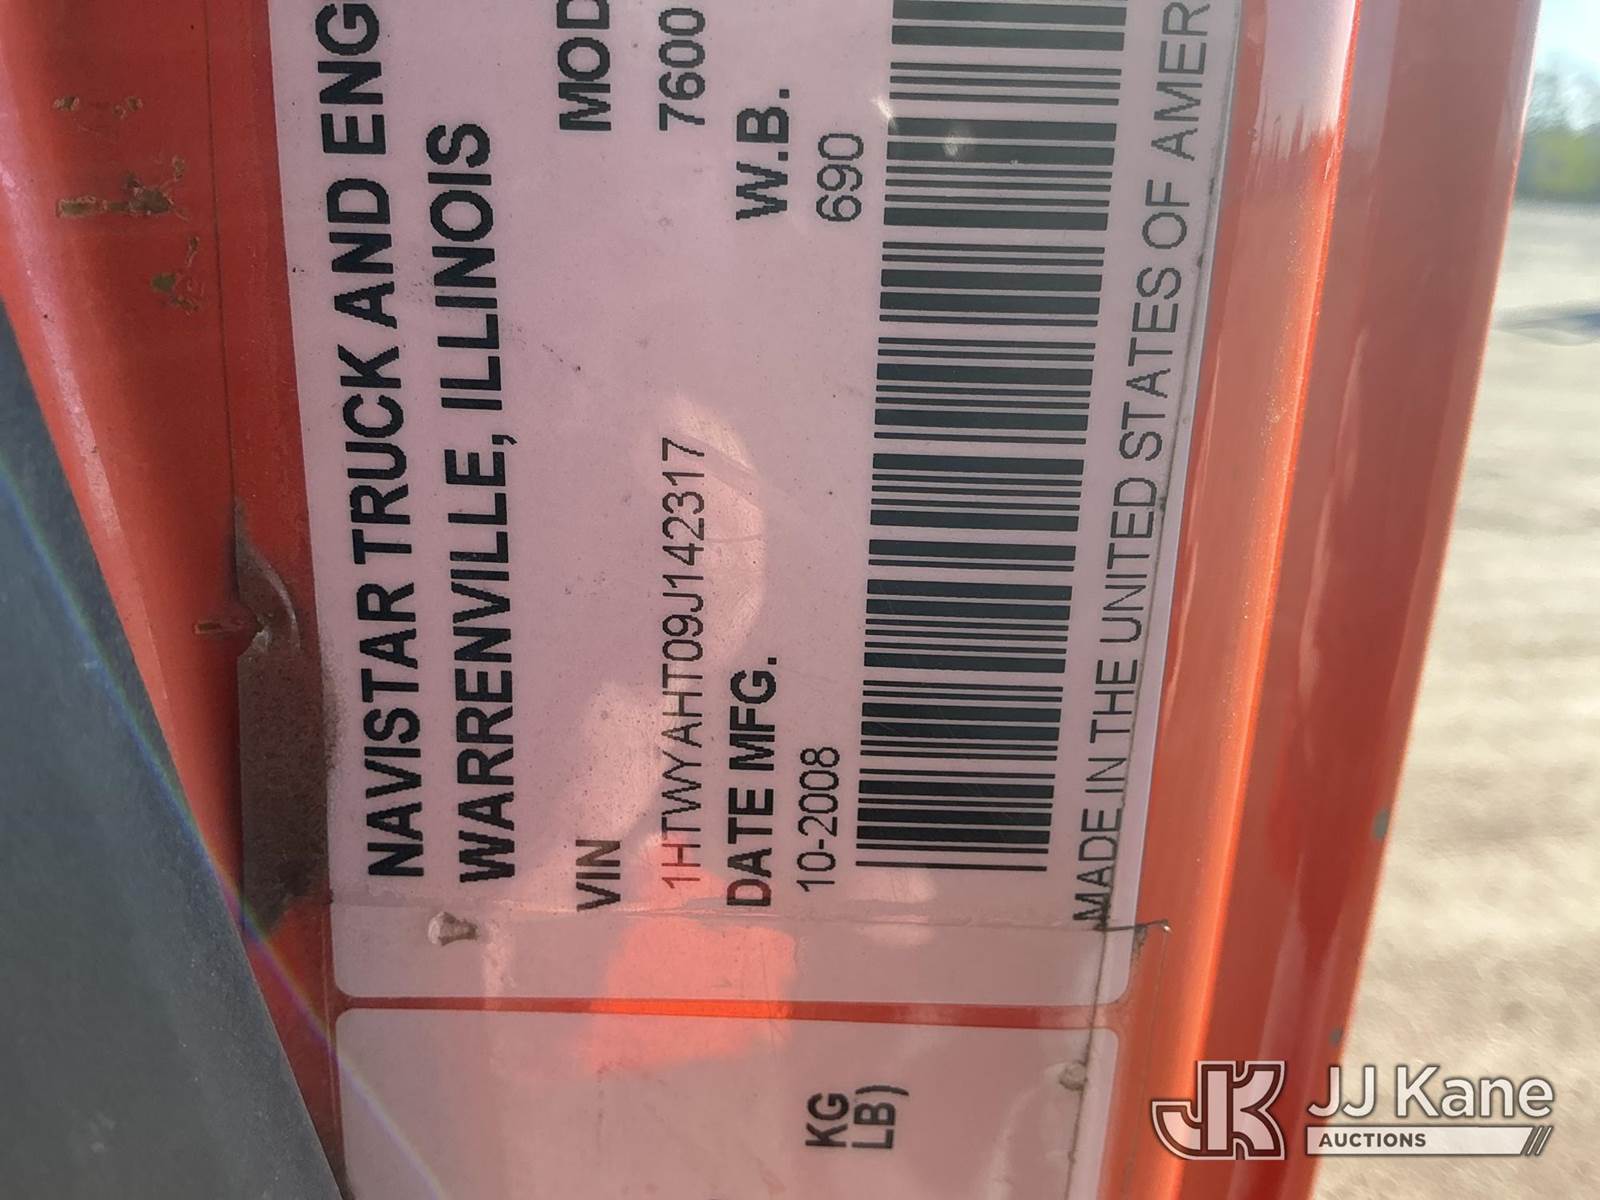 NAVISTAR TRUCK AND ENG
WARRENVILLE, ILLINOIS
VIN MOD
1HTWYAHT09J142317 7600
DATE MFG. W.B.
10-2008 690
MADE IN THE UNITED STATES OF AMER
KG
LB)
JK JJ Kane
AUCTIONS